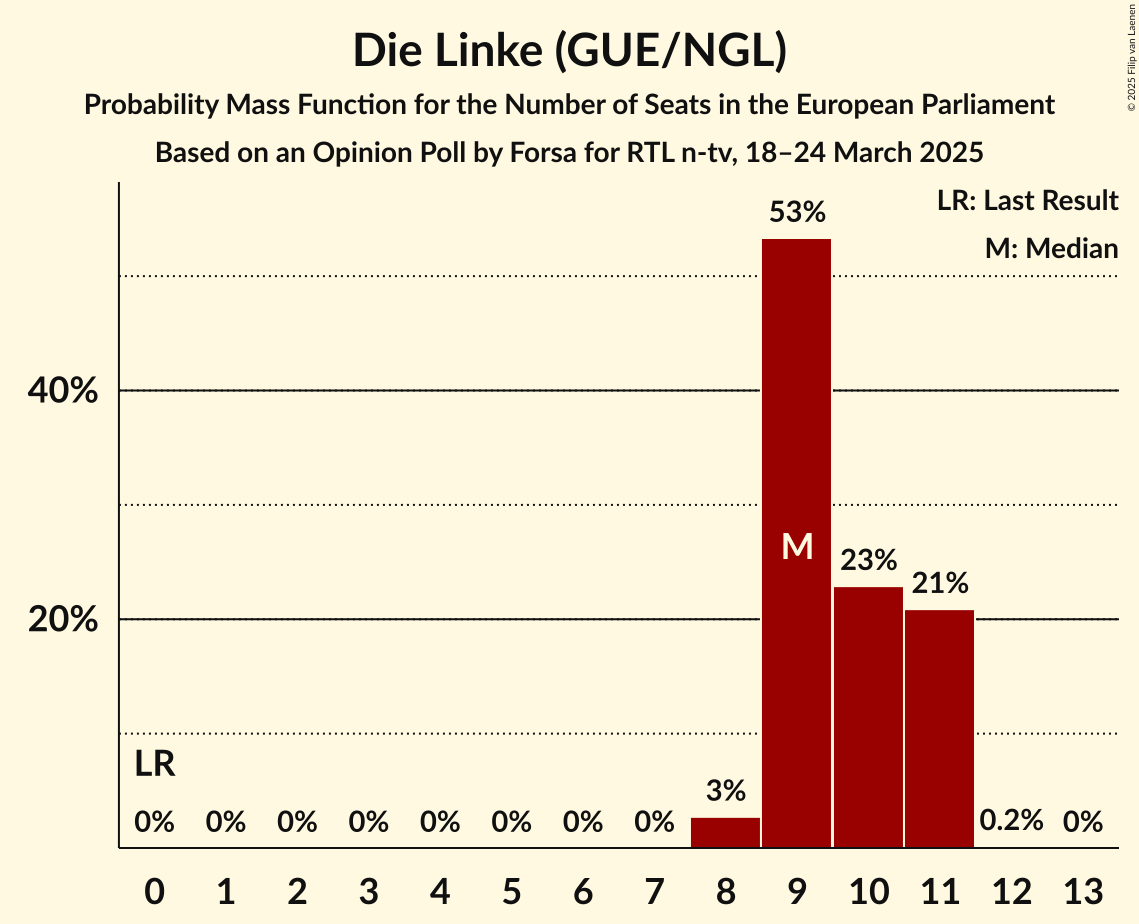 Die Linke (GUE/NGL)
Probability Mass Function for the Number of Seats in the European Parliament
Based on an Opinion Poll by Forsa for RTL n-tv, 18–24 March 2025
© 2025 Filip van Laenen
LR: Last Result
M: Median
53%
40%
M
23%
21%
20%
LR
3%
0% 0% 0% 0% 0% 0% 0% 0% 0.2% 0%
0 1 2 3 4 5 6 7 8 9 10 11 12 13